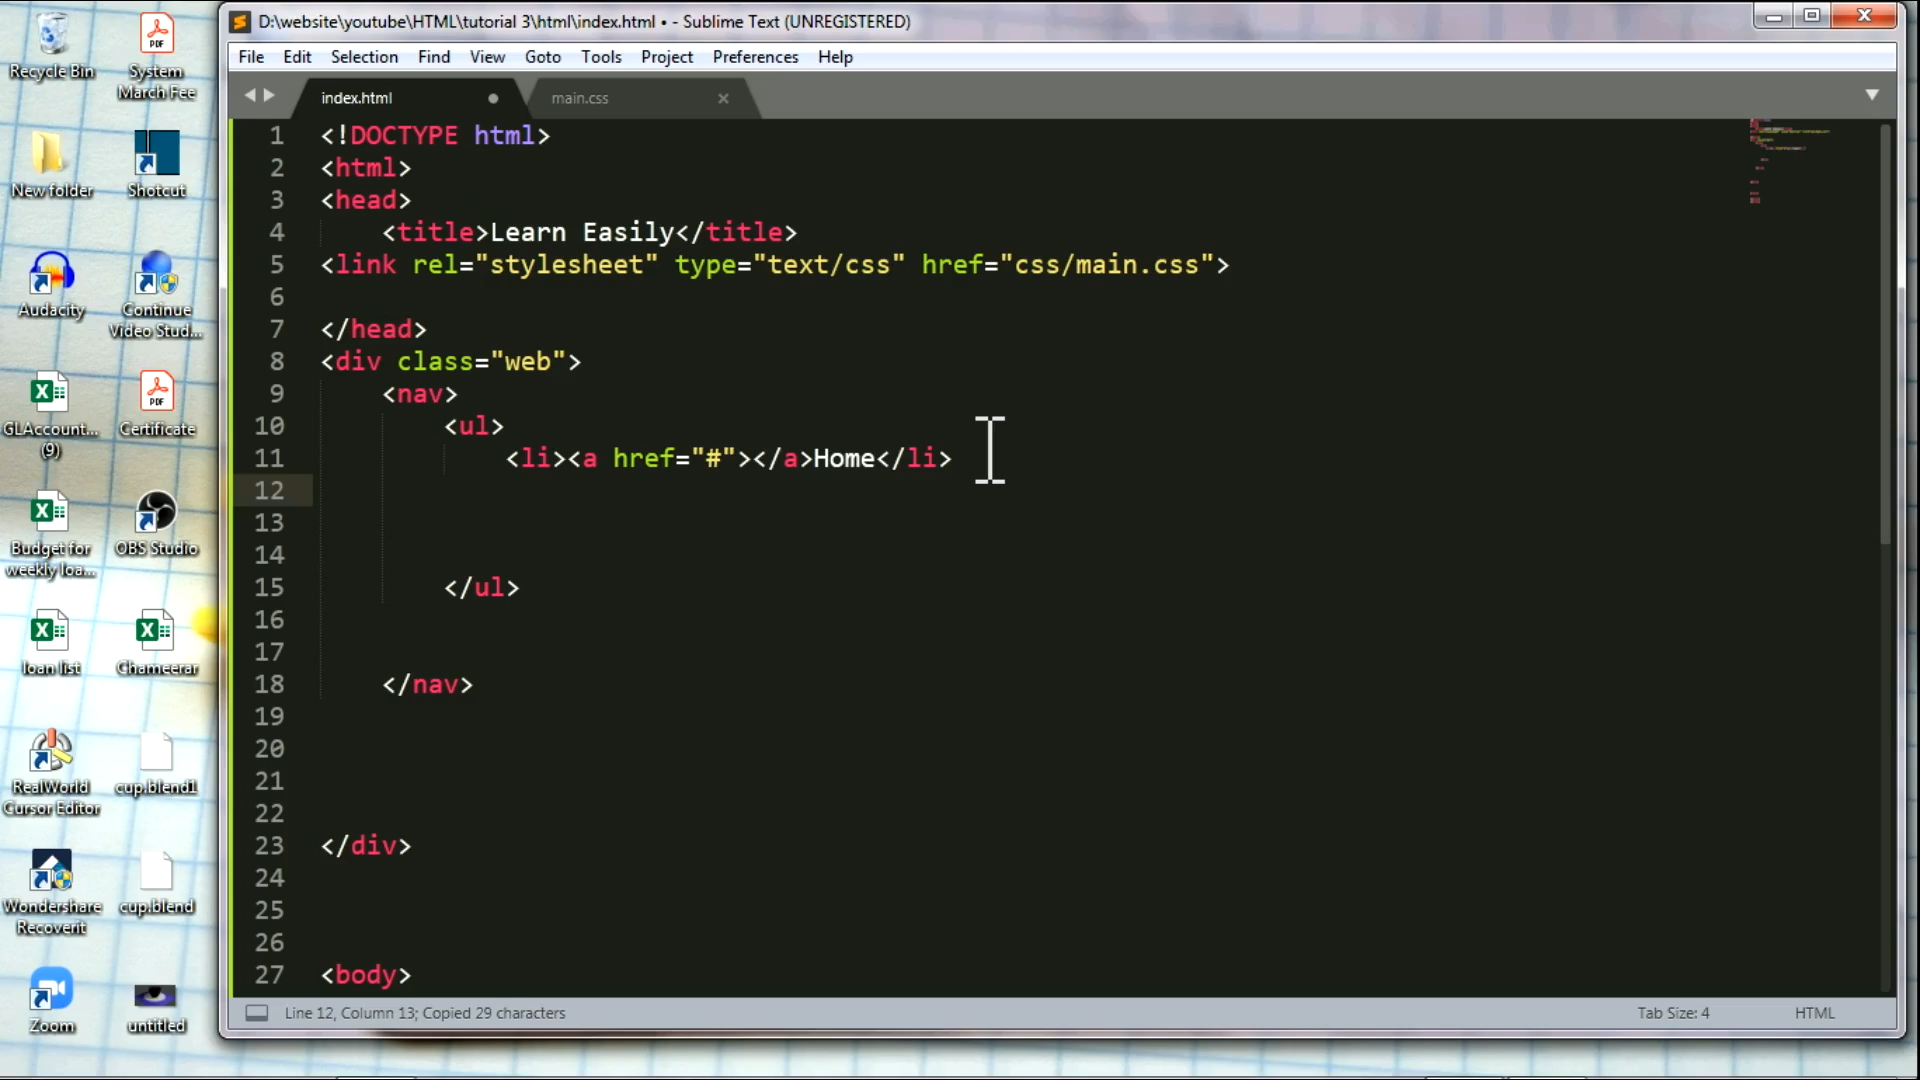 D:\website\youtube\HTML\tutorial 3\html\index.html • - Sublime Text (UNREGISTERED)
File Edit Selection Find View Goto Tools Project Preferences Help
index.html
main.css
1 <!DOCTYPE html>
2 <html>
3 <head>
4 <title>Learn Easily</title>
5 <link rel="stylesheet" type="text/css" href="css/main.css">
6
7 </head>
8 <div class="web">
9 <nav>
10 <ul>
11 <li><a href="#"></a>Home</li>
12
13
14
15 </ul>
16
17
18 </nav>
19
20
21
22
23 </div>
24
25
26
27 <body>
Line 12, Column 13; Copied 29 characters
Tab Size: 4
HTML
Recycle Bin
System
March Fee
New folder
Shotcut
Audacity
Continue
Video Stud...
GLAccount...
(9)
Certificate
Budget for
weekly loa...
OBS Studio
loan list
Chameerar
RealWorld
Cursor Editor
cup.blend1
Wondershare
Recoverit
cup.blend
Zoom
untitled
PDF
PDF